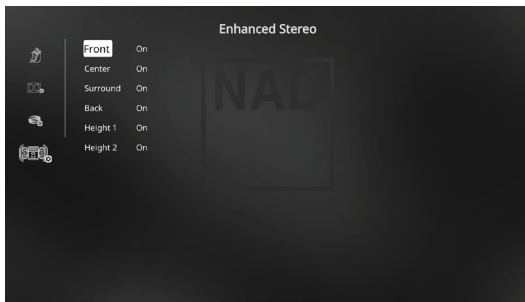 Enhanced Stereo
Front On
Center On
Surround On
Back On
Height 1 On
Height 2 On
NAD